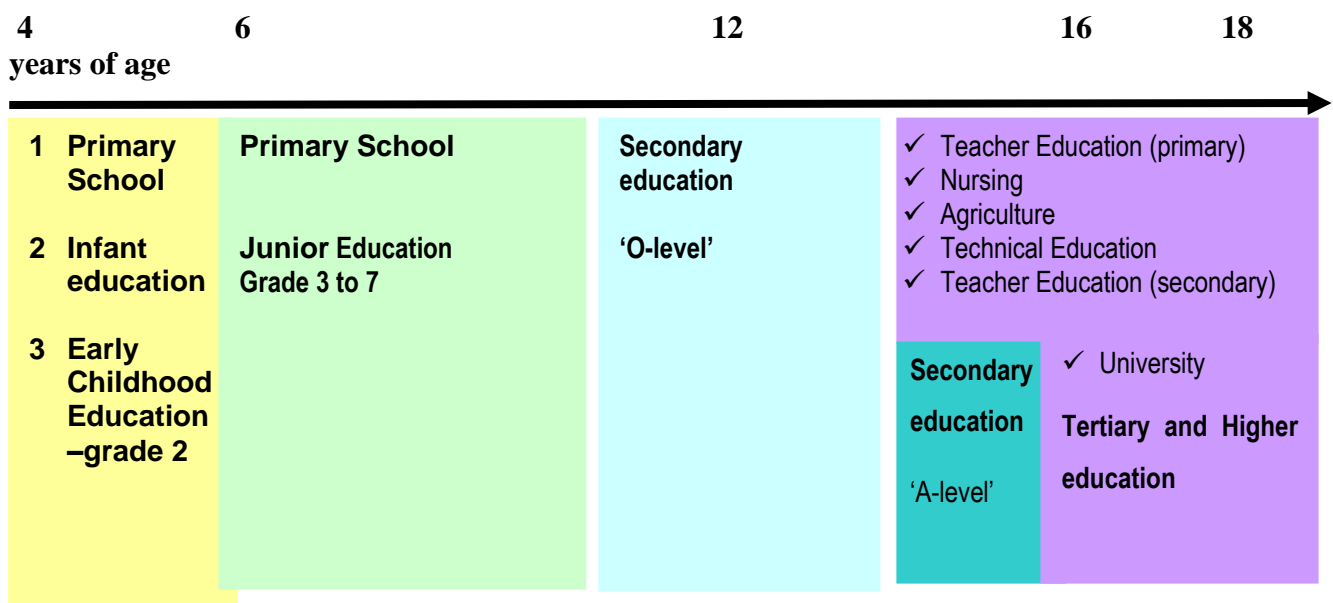 4 6 12 16 18
years of age
1 Primary
School
2 Infant
education
3 Early
Childhood
Education
–grade 2
Primary School
Junior Education
Grade 3 to 7
Secondary
education
‘O-level’
✓ Teacher Education (primary)
✓ Nursing
✓ Agriculture
✓ Technical Education
✓ Teacher Education (secondary)
Secondary
education
‘A-level’
✓ University
Tertiary and Higher
education